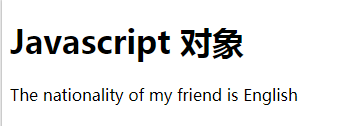 Javascript 对象
The nationality of my friend is English